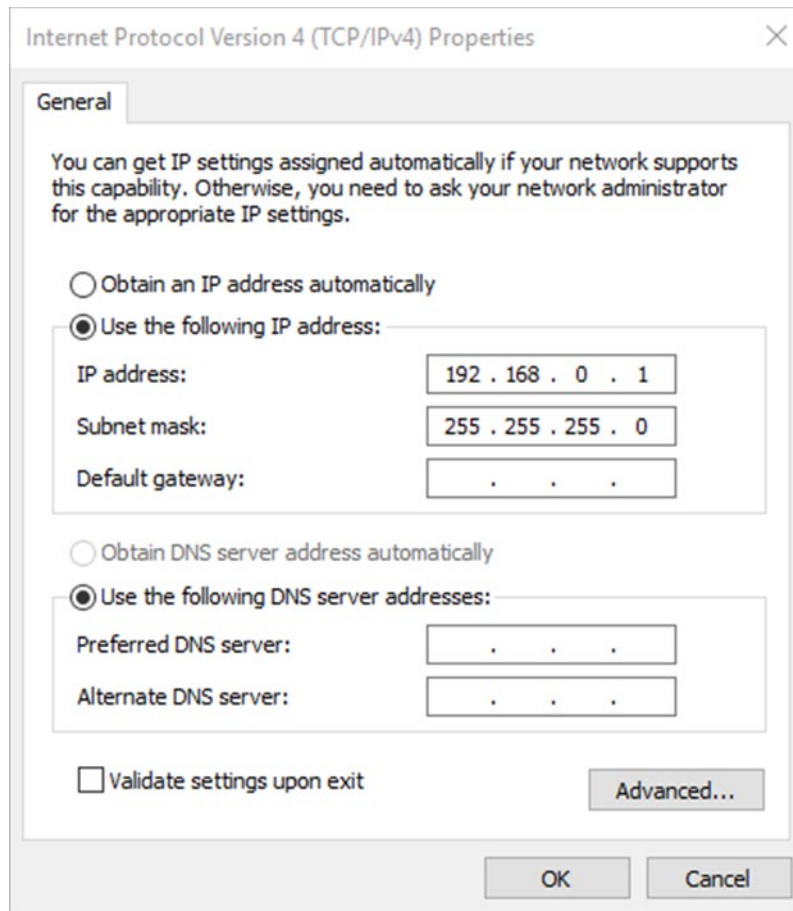 Internet Protocol Version 4 (TCP/IPv4) Properties
General
You can get IP settings assigned automatically if your network supports
this capability. Otherwise, you need to ask your network administrator
for the appropriate IP settings.
Obtain an IP address automatically
Use the following IP address:
IP address: 192 . 168 . 0 . 1
Subnet mask: 255 . 255 . 255 . 0
Default gateway: . . .
Obtain DNS server address automatically
Use the following DNS server addresses:
Preferred DNS server: . . .
Alternate DNS server: . . .
Validate settings upon exit
Advanced...
OK Cancel